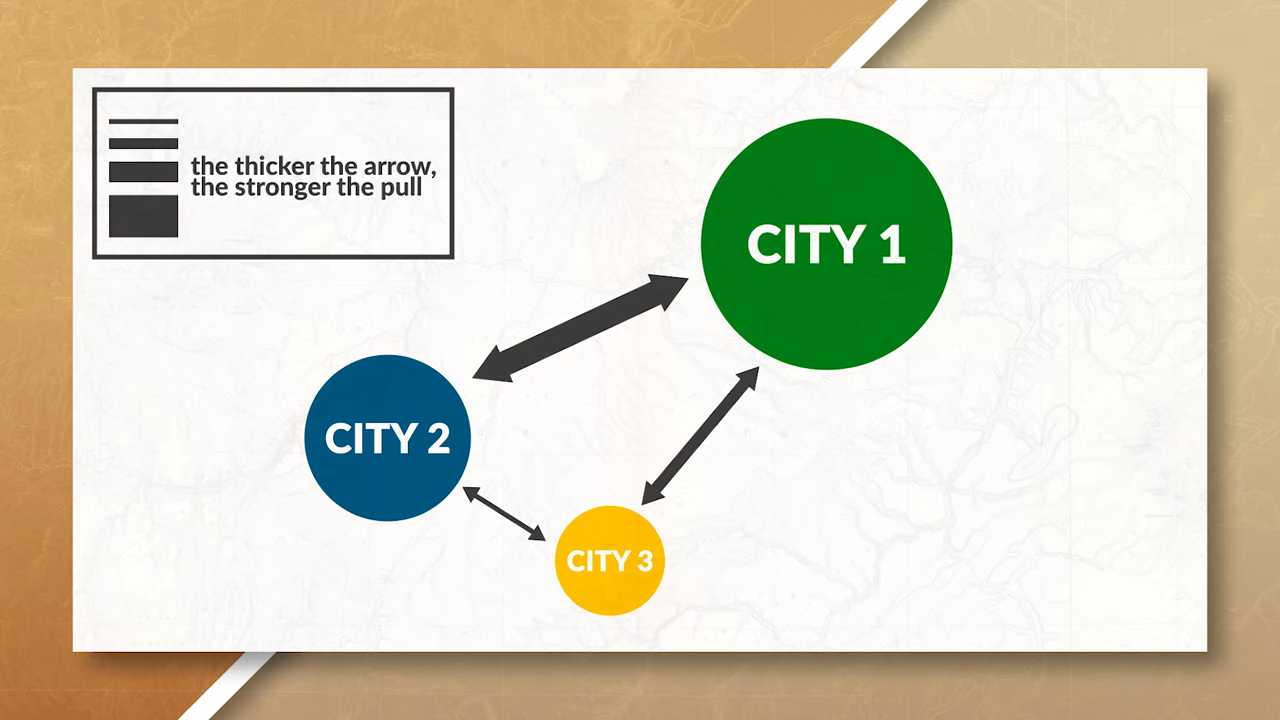 the thicker the arrow,
the stronger the pull
CITY 1
CITY 2
CITY 3